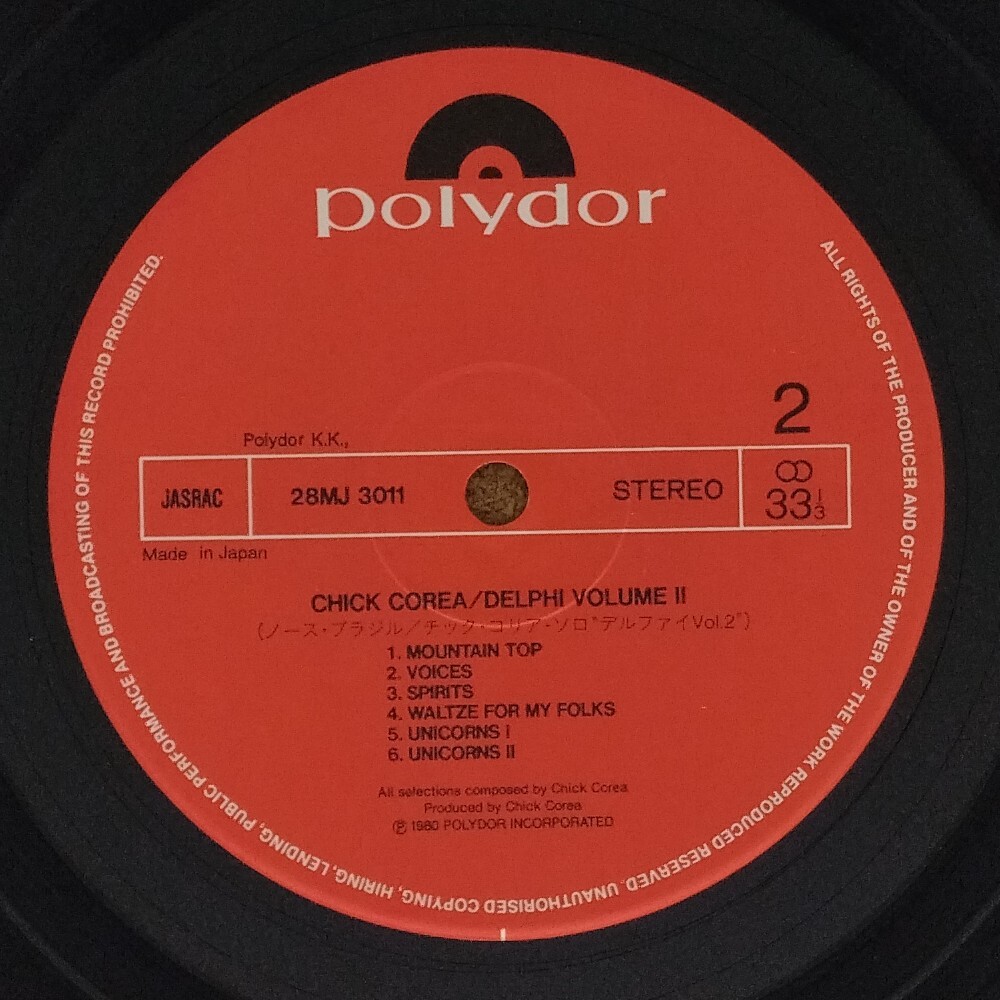 polydor
ALL RIGHTS OF THE PRODUCER AND OF THE OWNER OF THE WORK REPRODUCED RESERVED. UNAUTHORISED COPYING, HIRING, LENDING, PUBLIC PERFORMANCE AND BROADCASTING OF THIS RECORD PROHIBITED.
2
Polydor K.K.,
JASRAC 28MJ 3011 STEREO 33 1/3
Made in Japan
CHICK COREA/DELPHI VOLUME II
(ノース・ブラジル/チック・コリア・ソロ"デルファイVol.2")
1. MOUNTAIN TOP
2. VOICES
3. SPIRITS
4. WALTZE FOR MY FOLKS
5. UNICORNS I
6. UNICORNS II
All selections composed by Chick Corea
Produced by Chick Corea
℗ 1980 POLYDOR INCORPORATED